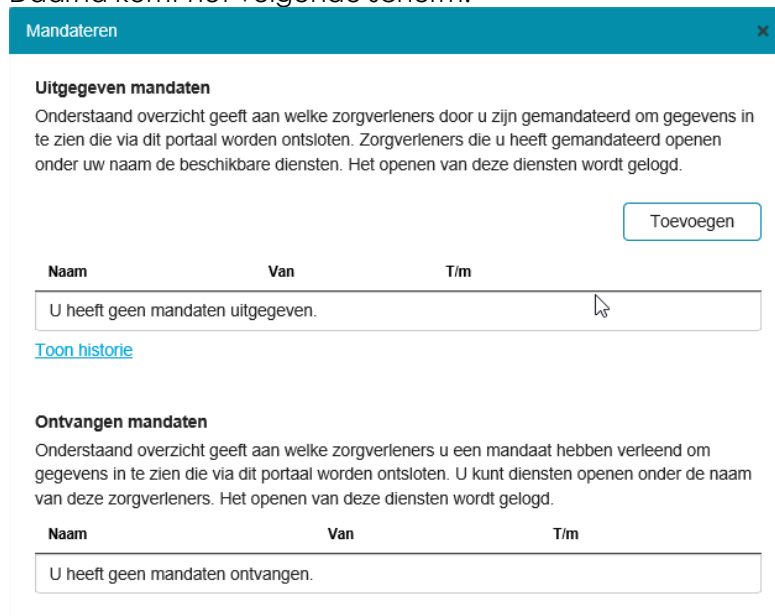 Daarna komt het volgende scherm:
Mandateren
Uitgegeven mandaten
Onderstaand overzicht geeft aan welke zorgverleners door u zijn gemandateerd om gegevens in
te zien die via dit portaal worden ontsloten. Zorgverleners die u heeft gemandateerd openen
onder uw naam de beschikbare diensten. Het openen van deze diensten wordt gelogd.
Toevoegen
Naam Van T/m
U heeft geen mandaten uitgegeven.
Toon historie
Ontvangen mandaten
Onderstaand overzicht geeft aan welke zorgverleners u een mandaat hebben verleend om
gegevens in te zien die via dit portaal worden ontsloten. U kunt diensten openen onder de naam
van deze zorgverleners. Het openen van deze diensten wordt gelogd.
Naam Van T/m
U heeft geen mandaten ontvangen.